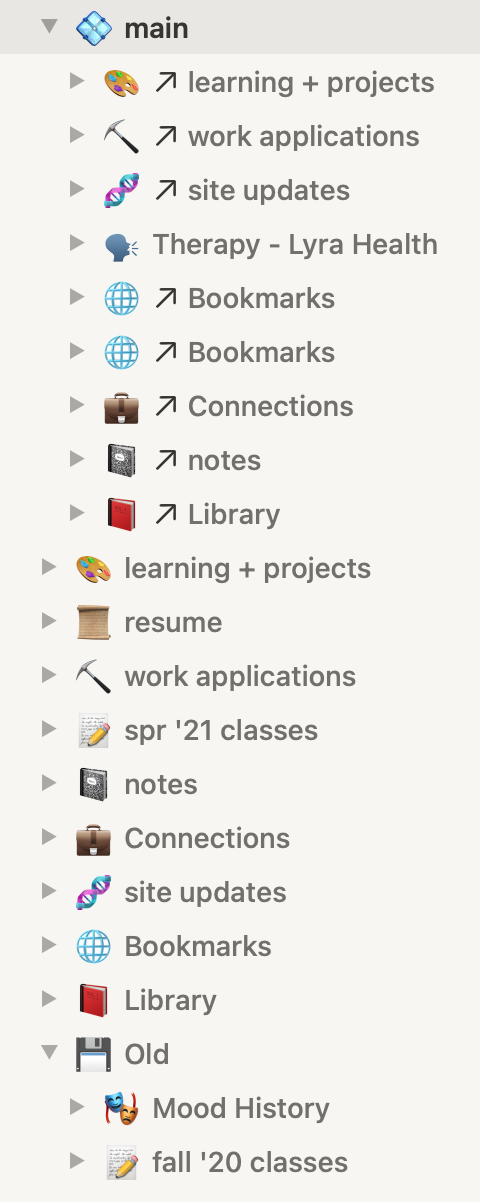 main
learning + projects
work applications
site updates
Therapy - Lyra Health
Bookmarks
Bookmarks
Connections
notes
Library
learning + projects
resume
work applications
spr '21 classes
notes
Connections
site updates
Bookmarks
Library
Old
Mood History
fall '20 classes